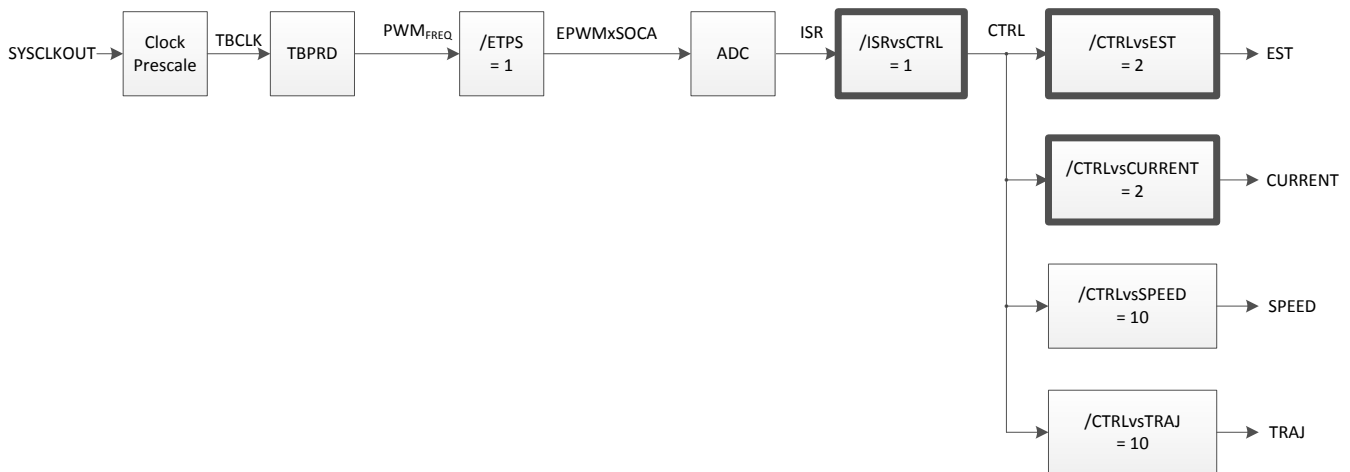 SYSCLKOUT
Clock
Prescale
TBCLK
TBPRD
PWMFREQ
/ETPS
= 1
EPWMxSOCA
ADC
ISR
/ISRvsCTRL
= 1
CTRL
/CTRLvsEST
= 2
EST
/CTRLvsCURRENT
= 2
CURRENT
/CTRLvsSPEED
= 10
SPEED
/CTRLvsTRAJ
= 10
TRAJ